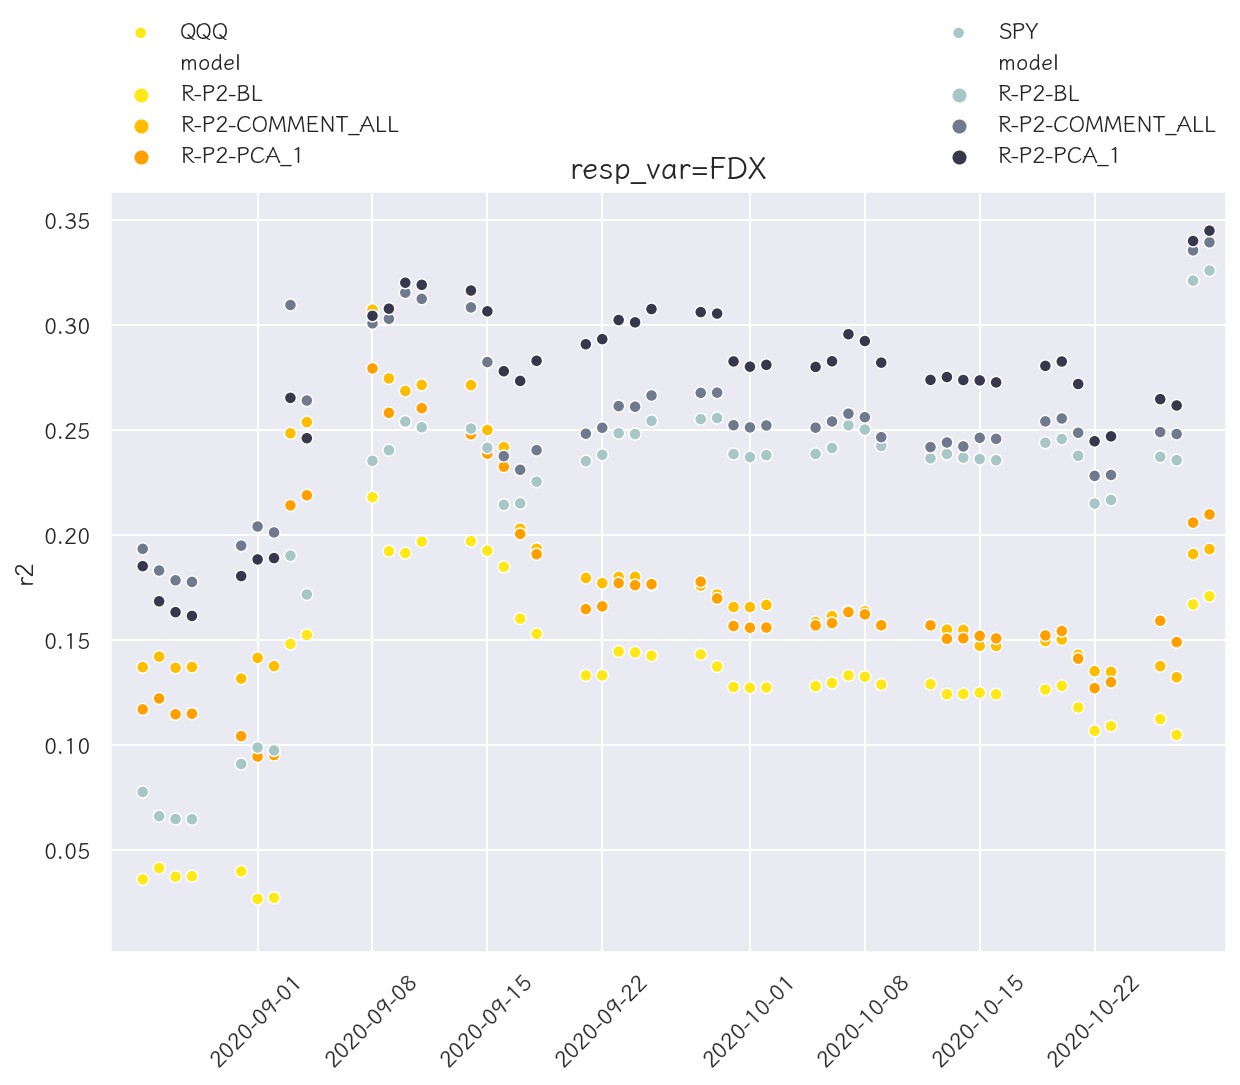 QQQ
model
R-P2-BL
R-P2-COMMENT_ALL
R-P2-PCA_1
SPY
model
R-P2-BL
R-P2-COMMENT_ALL
R-P2-PCA_1
resp_var=FDX
0.35
0.30
0.25
0.20
0.15
0.10
0.05
r2
2020-09-01
2020-09-08
2020-09-15
2020-09-22
2020-10-01
2020-10-08
2020-10-15
2020-10-22